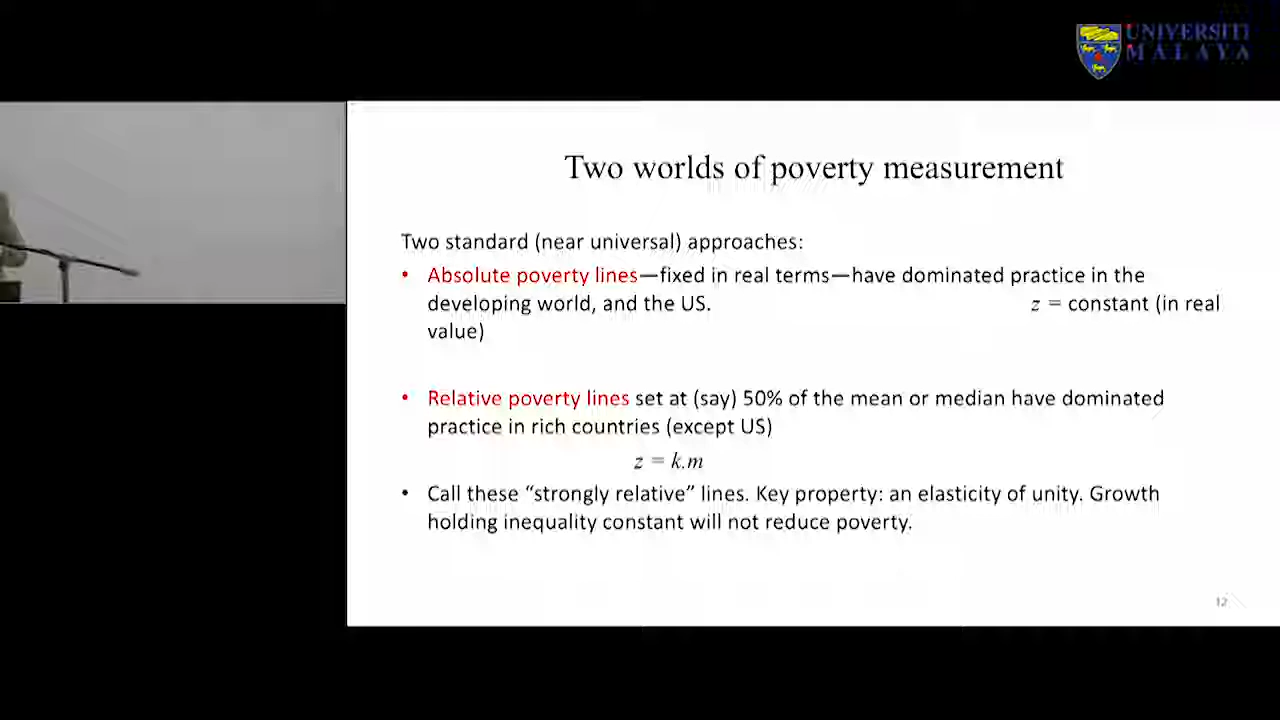 UNIVERSITI
MALAYA
Two worlds of poverty measurement
Two standard (near universal) approaches:
• Absolute poverty lines—fixed in real terms—have dominated practice in the
developing world, and the US. z = constant (in real
value)
• Relative poverty lines set at (say) 50% of the mean or median have dominated
practice in rich countries (except US)
z = k.m
• Call these “strongly relative” lines. Key property: an elasticity of unity. Growth
holding inequality constant will not reduce poverty.
12